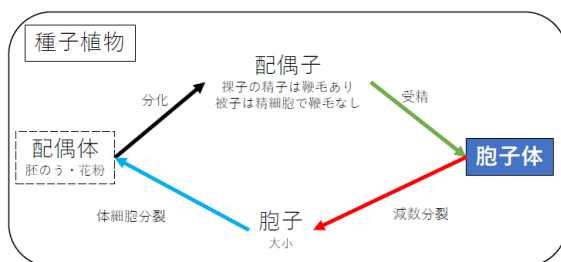 種子植物
配偶子
裸子の精子は鞭毛あり
被子は精細胞で鞭毛なし
分化
受精
配偶体
胚のう・花粉
胞子体
体細胞分裂
胞子
大小
減数分裂